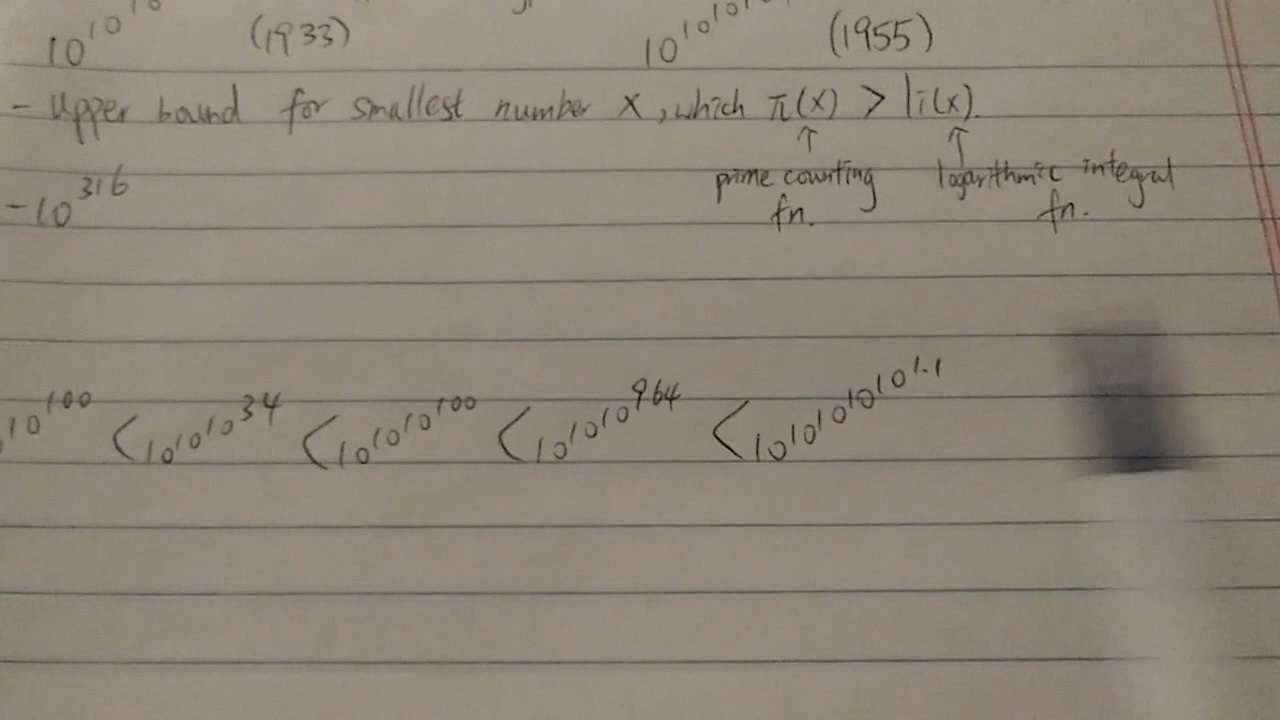 10^10^10 (1933) 10^10^10^10 (1955)
- Upper bound for smallest number x, which π(x) > li(x).
↑ ↑
prime counting fn. logarithmic integral fn.
- 10^316
10^100 < 10^10^10^34 < 10^10^10^100 < 10^10^10^964 < 10^10^10^10^10^1.1